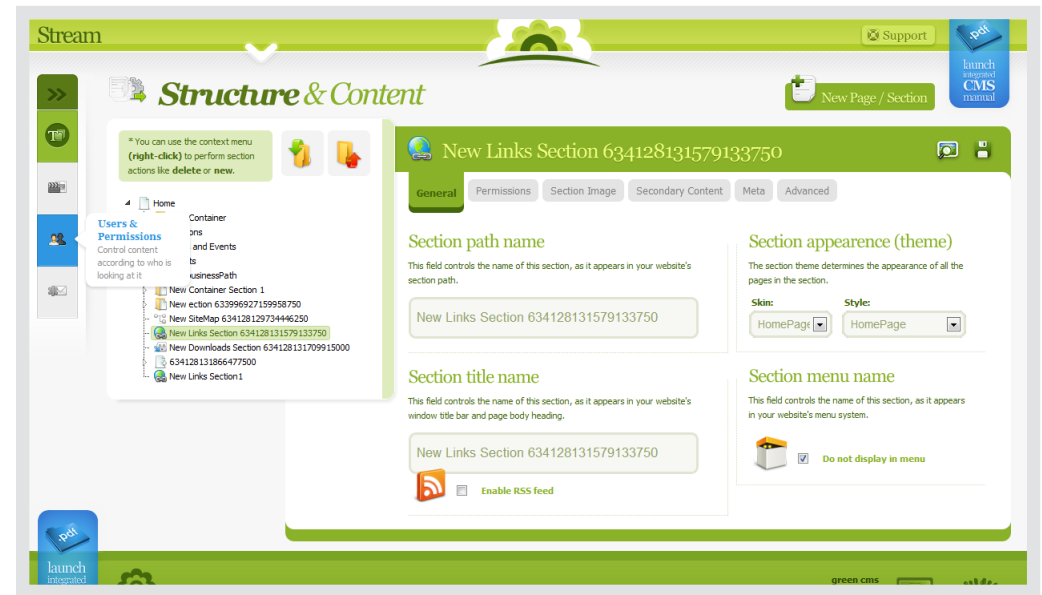 Stream
Support
.pdf
launch
integrated
CMS
manual
Structure & Content
New Page / Section
* You can use the context menu
(right-click) to perform section
actions like delete or new.
Home
Container
ons
and Events
ts
usinessPath
New Container Section 1
New ection 633996927159958750
New SiteMap 634128129734446250
New Links Section 634128131579133750
New Downloads Section 634128131709915000
634128131866477500
New Links Section1
Users &
Permissions
Control content
according to who is
looking at it
New Links Section 634128131579133750
General Permissions Section Image Secondary Content Meta Advanced
Section path name
This field controls the name of this section, as it appears in your website's
section path.
New Links Section 634128131579133750
Section appearence (theme)
The section theme determines the appearance of all the
pages in the section.
Skin: Style:
HomePage HomePage
Section title name
This field controls the name of this section, as it appears in your website's
window title bar and page body heading.
New Links Section 634128131579133750
Enable RSS feed
Section menu name
This field controls the name of this section, as it appears
in your website's menu system.
Do not display in menu
.pdf
launch
integrated
green cms